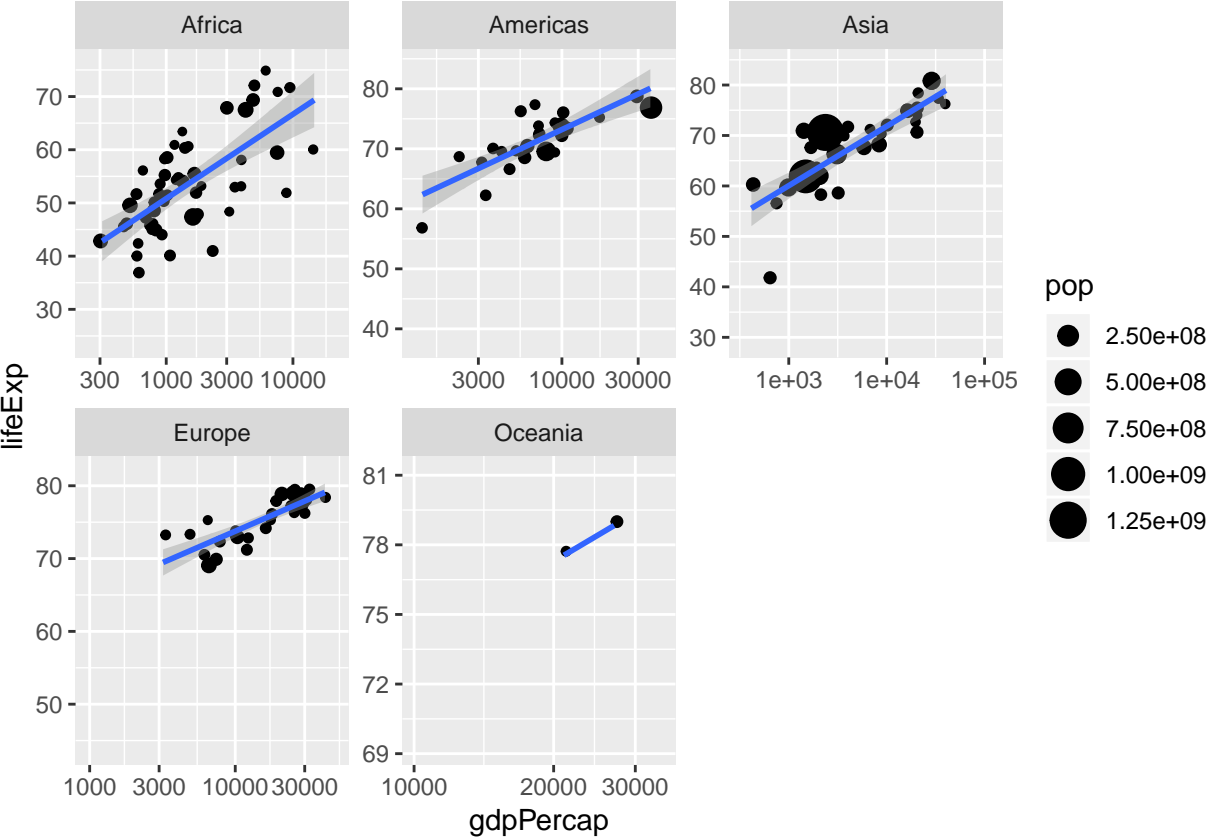 Africa
Americas
Asia
70
60
50
40
30
80
70
60
50
40
80
70
60
50
40
30
300 1000 3000 10000
3000 10000 30000
1e+03 1e+04 1e+05
Europe
Oceania
80
70
60
50
81
78
75
72
69
1000 3000 10000 30000
10000 20000 30000
lifeExp
gdpPercap
pop
2.50e+08
5.00e+08
7.50e+08
1.00e+09
1.25e+09